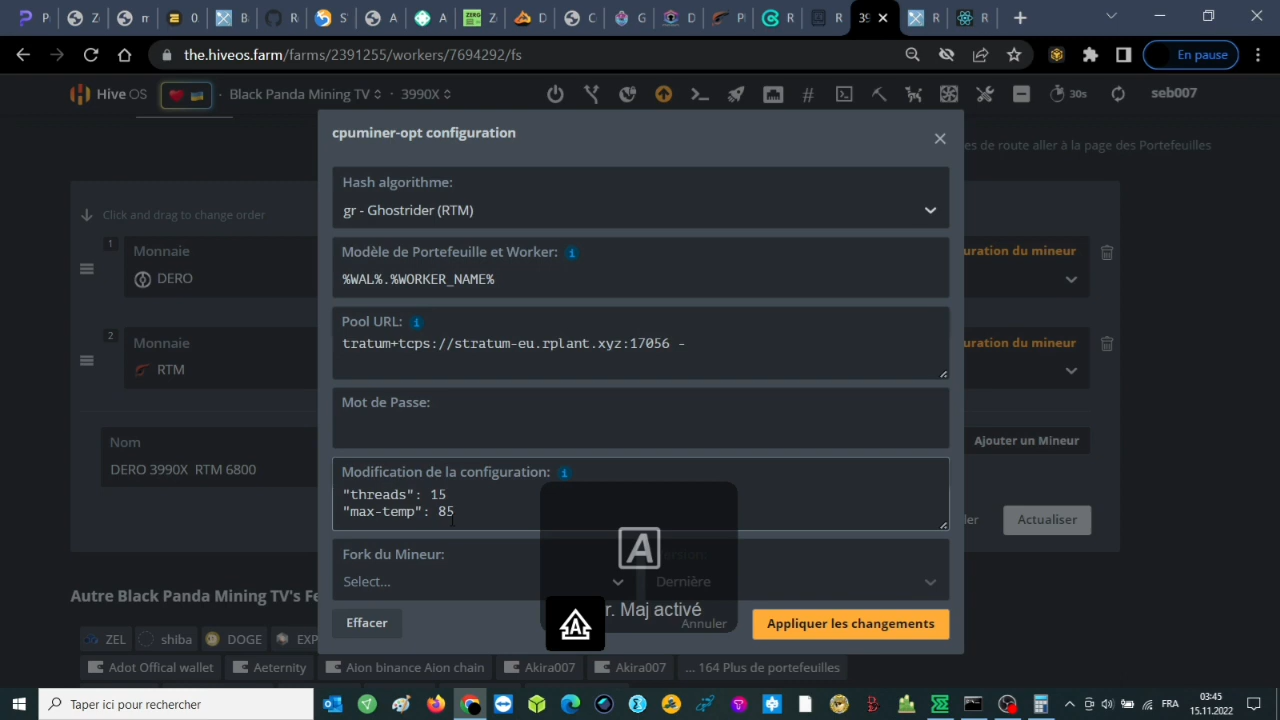 P
S
m
0
B
R
S
A
A
Z
D
C
G
D
P
R
R
39
R
R
the.hiveos.farm/farms/2391255/workers/7694292/fs
En pause
Hive OS
Black Panda Mining TV
3990X
30s
seb007
es de route aller à la page des Portefeuilles
cpuminer-opt configuration
Click and drag to change order
1
Monnaie
DERO
uration du mineur
2
Monnaie
RTM
uration du mineur
Nom
DERO 3990X RTM 6800
Ajouter un Mineur
ler
Actualiser
Hash algorithme:
gr - Ghostrider (RTM)
Modèle de Portefeuille et Worker:
%WAL%.%WORKER_NAME%
Pool URL:
tratum+tcps://stratum-eu.rplant.xyz:17056 -
Mot de Passe:
Modification de la configuration:
"threads": 15
"max-temp": 85
Fork du Mineur:
Select...
Dernière
r. Maj activé
Effacer
Annuler
Appliquer les changements
Autre Black Panda Mining TV's Fe
ZEL
shiba
DOGE
EXP
Adot Offical wallet
Aeternity
Aion binance Aion chain
Akira007
Akira007
... 164 Plus de portefeuilles
Taper ici pour rechercher
FRA
03:45
15.11.2022